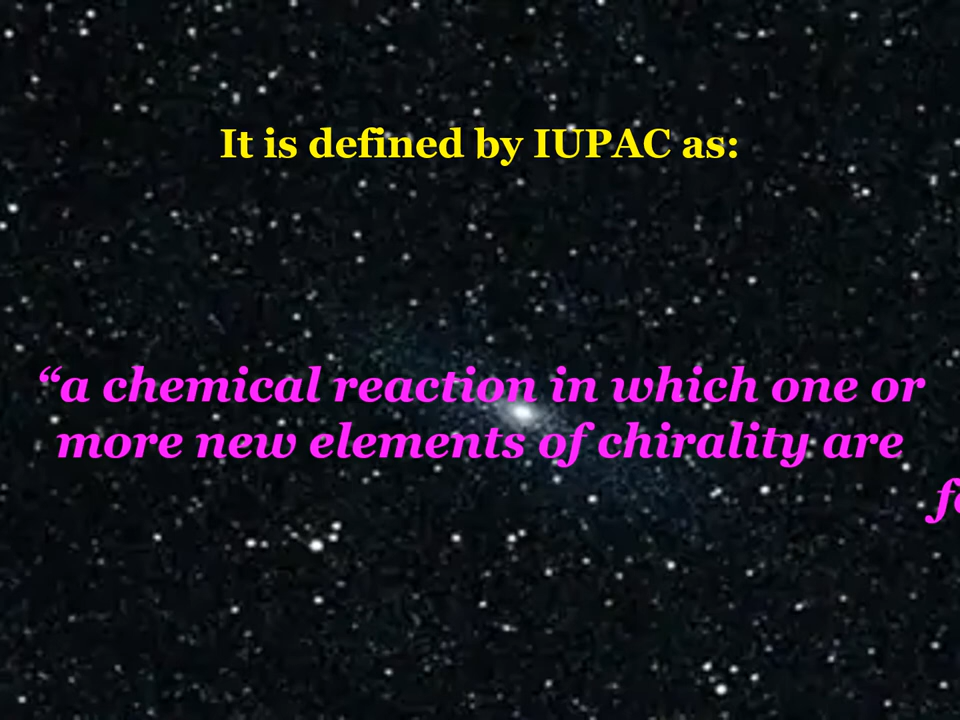 It is defined by IUPAC as:
“a chemical reaction in which one or
more new elements of chirality are